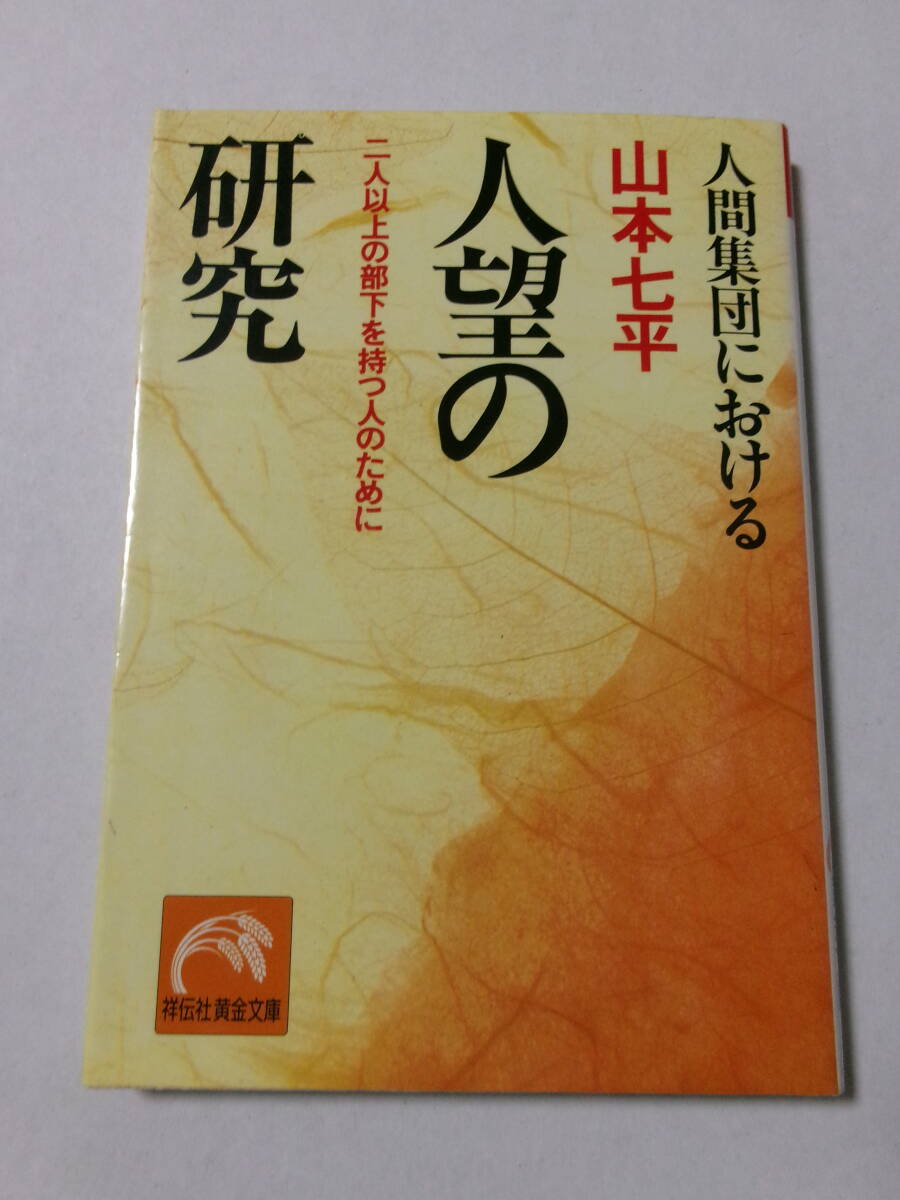 人間集団における
山本七平
人望の
二人以上の部下を持つ人のために
研究
祥伝社黄金文庫